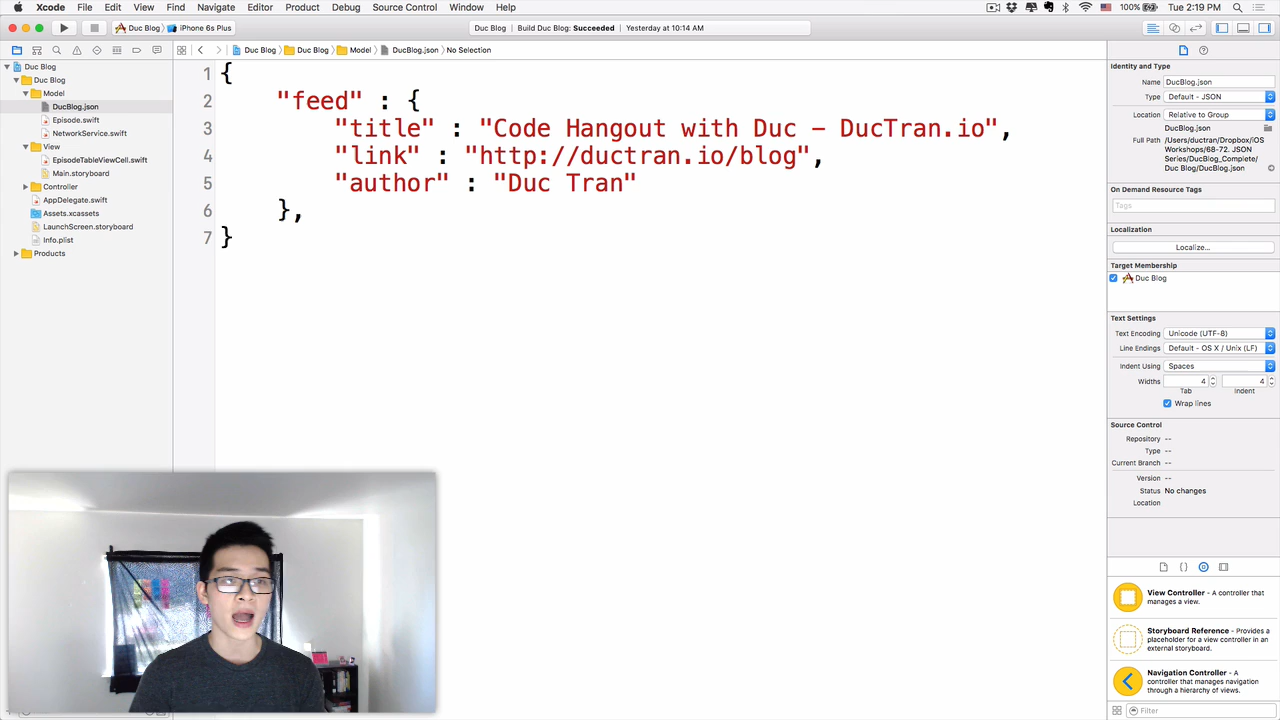 Xcode File Edit View Find Navigate Editor Product Debug Source Control Window Help 100% Tue 2:19 PM
Duc Blog iPhone 6s Plus Duc Blog Build Duc Blog: Succeeded Yesterday at 10:14 AM
Duc Blog Duc Blog Model DucBlog.json No Selection
Duc Blog
Duc Blog
Model
DucBlog.json
Episode.swift
NetworkService.swift
View
EpisodeTableViewCell.swift
Main.storyboard
Controller
AppDelegate.swift
Assets.xcassets
LaunchScreen.storyboard
Info.plist
Products
1 {
2 "feed" : {
3 "title" : "Code Hangout with Duc – DucTran.io",
4 "link" : "http://ductran.io/blog",
5 "author" : "Duc Tran"
6 },
7 }
Identity and Type
Name DucBlog.json
Type Default - JSON
Location Relative to Group
DucBlog.json
Full Path /Users/ductran/Dropbox/iOS
Workshops/68-72. JSON
Series/DucBlog_Complete/
Duc Blog/DucBlog.json
On Demand Resource Tags
Tags
Localization
Localize...
Target Membership
Duc Blog
Text Settings
Text Encoding Unicode (UTF-8)
Line Endings Default - OS X / Unix (LF)
Indent Using Spaces
Widths 4 4
Tab Indent
Wrap lines
Source Control
Repository --
Type --
Current Branch --
Version --
Status No changes
Location
View Controller - A controller that
manages a view.
Storyboard Reference - Provides a
placeholder for a view controller in an
external storyboard.
Navigation Controller - A
controller that manages navigation
through a hierarchy of views.
Filter